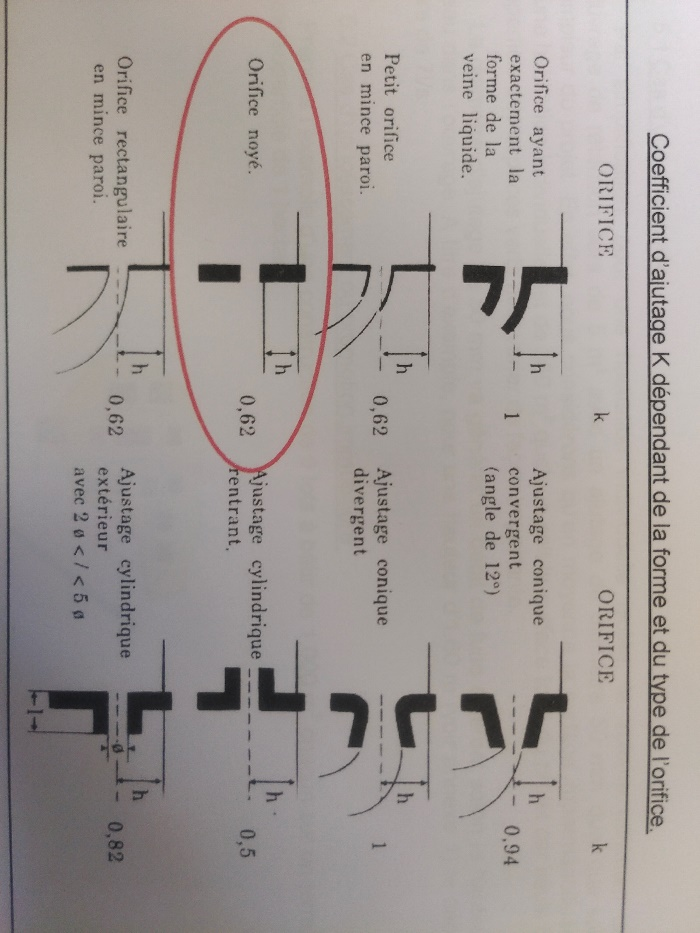 Coefficient d'ajutage K dépendant de la forme et du type de l'orifice.
ORIFICE k ORIFICE k
Orifice ayant
exactement la
forme de la
veine liquide.
h
1
Ajustage conique
convergent
(angle de 12°)
h
0,94
Petit orifice
en mince paroi.
h
0,62
Ajustage conique
divergent
h
1
Orifice noyé.
h
0,62
Ajustage cylindrique
rentrant.
h
0,5
Orifice rectangulaire
en mince paroi.
h
0,62
Ajustage cylindrique
extérieur
avec 2 ø < l < 5 ø
ø
h
l
0,82